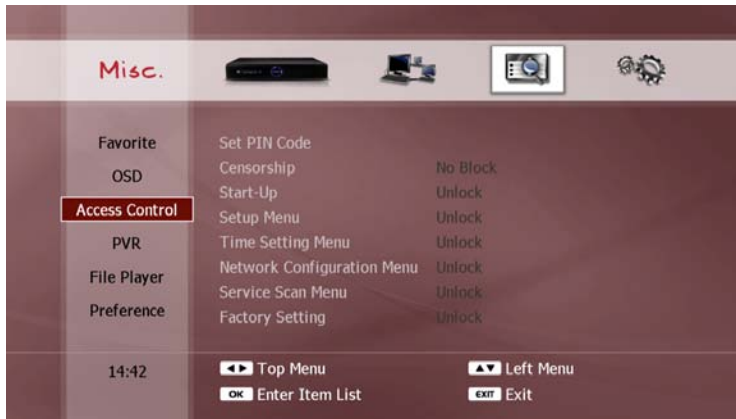 Misc.
Favorite
OSD
Access Control
PVR
File Player
Preference
14:42
Set PIN Code
Censorship No Block
Start-Up Unlock
Setup Menu Unlock
Time Setting Menu Unlock
Network Configuration Menu Unlock
Service Scan Menu Unlock
Factory Setting Unlock
Top Menu
Left Menu
OK Enter Item List
EXIT Exit